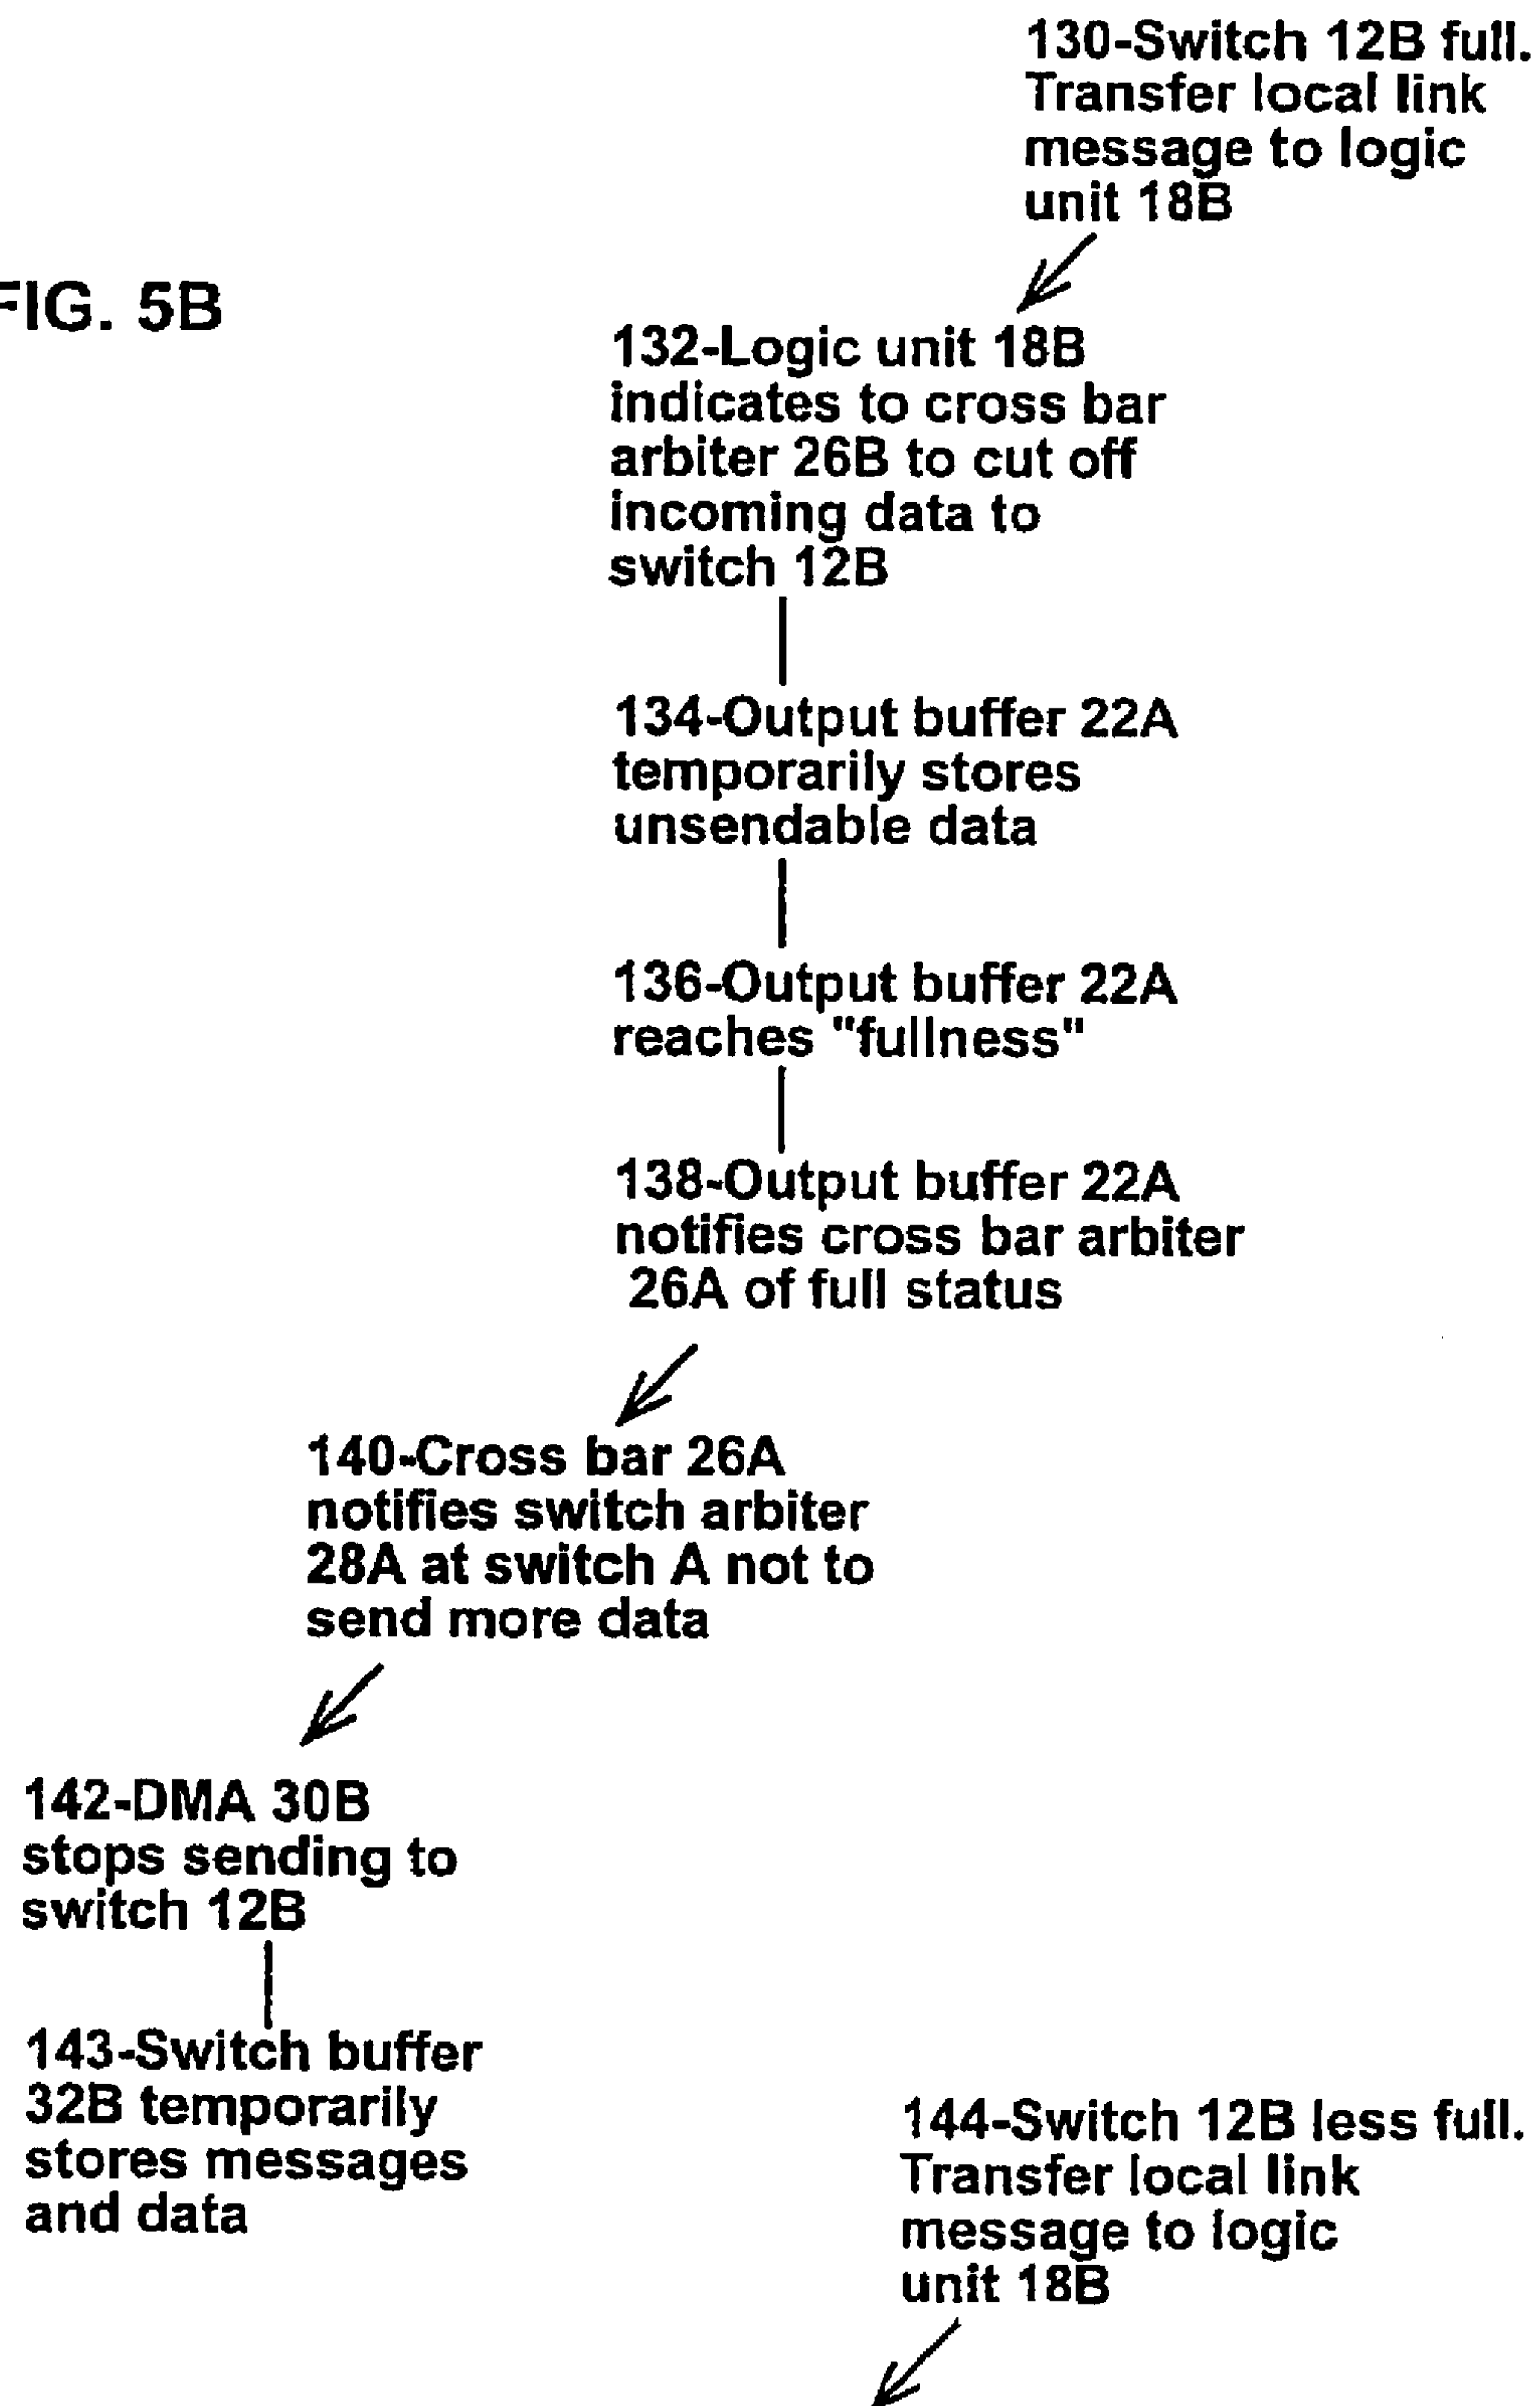 130-Switch 12B full.
Transfer local link
message to logic
unit 18B
FIG. 5B
132-Logic unit 18B
indicates to cross bar
arbiter 26B to cut off
incoming data to
switch 12B
134-Output buffer 22A
temporarily stores
unsendable data
136-Output buffer 22A
reaches "fullness"
138-Output buffer 22A
notifies cross bar arbiter
26A of full status
140-Cross bar 26A
notifies switch arbiter
28A at switch A not to
send more data
142-DMA 30B
stops sending to
switch 12B
143-Switch buffer
32B temporarily
stores messages
and data
144-Switch 12B less full.
Transfer local link
message to logic
unit 18B